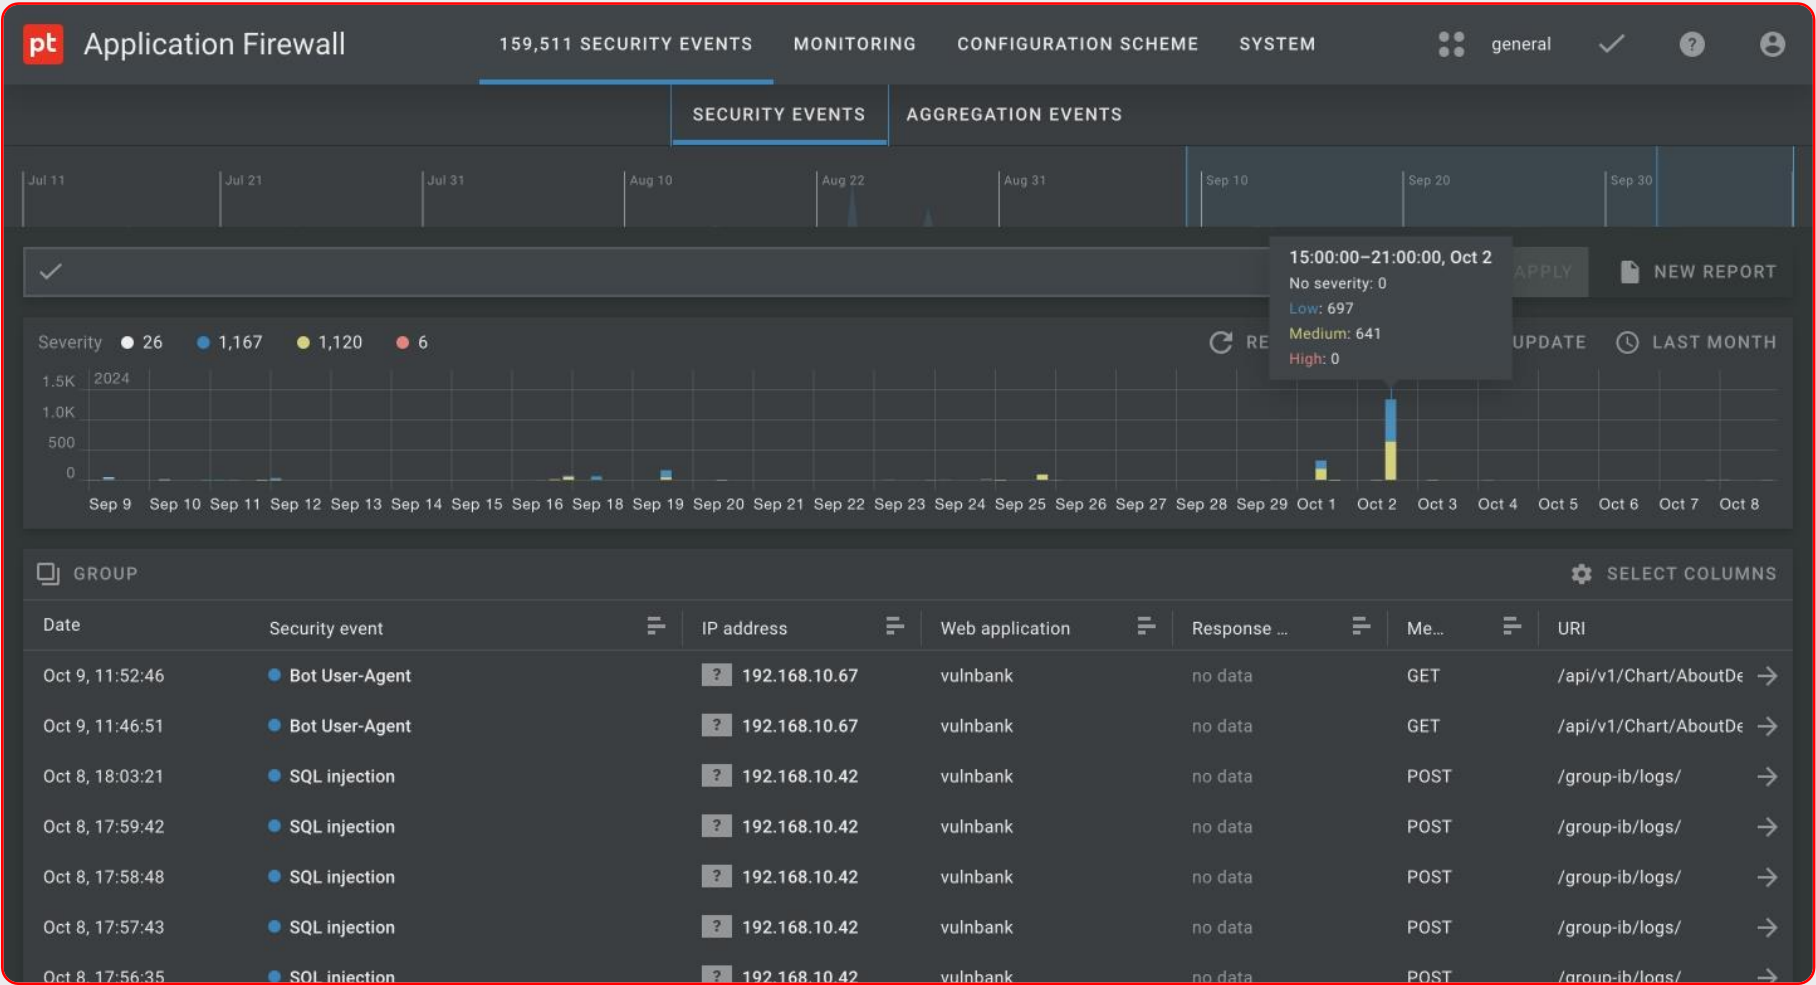 pt Application Firewall 159,511 SECURITY EVENTS MONITORING CONFIGURATION SCHEME SYSTEM general ?
SECURITY EVENTS AGGREGATION EVENTS
Jul 11 Jul 21 Jul 31 Aug 10 Aug 22 Aug 31 Sep 10 Sep 20 Sep 30
15:00:00–21:00:00, Oct 2
No severity: 0
Low: 697
Medium: 641
High: 0
APPLY NEW REPORT
Severity 26 1,167 1,120 6 RE UPDATE LAST MONTH
1.5K 2024
1.0K
500
0
Sep 9 Sep 10 Sep 11 Sep 12 Sep 13 Sep 14 Sep 15 Sep 16 Sep 18 Sep 19 Sep 20 Sep 21 Sep 22 Sep 23 Sep 24 Sep 25 Sep 26 Sep 27 Sep 28 Sep 29 Oct 1 Oct 2 Oct 3 Oct 4 Oct 5 Oct 6 Oct 7 Oct 8
GROUP SELECT COLUMNS
Date Security event IP address Web application Response ... Me... URI
Oct 9, 11:52:46 Bot User-Agent ? 192.168.10.67 vulnbank no data GET /api/v1/Chart/AboutDe
Oct 9, 11:46:51 Bot User-Agent ? 192.168.10.67 vulnbank no data GET /api/v1/Chart/AboutDe
Oct 8, 18:03:21 SQL injection ? 192.168.10.42 vulnbank no data POST /group-ib/logs/
Oct 8, 17:59:42 SQL injection ? 192.168.10.42 vulnbank no data POST /group-ib/logs/
Oct 8, 17:58:48 SQL injection ? 192.168.10.42 vulnbank no data POST /group-ib/logs/
Oct 8, 17:57:43 SQL injection ? 192.168.10.42 vulnbank no data POST /group-ib/logs/
Oct 8, 17:56:35 SQL injection ? 192.168.10.42 vulnbank no data POST /group-ib/logs/